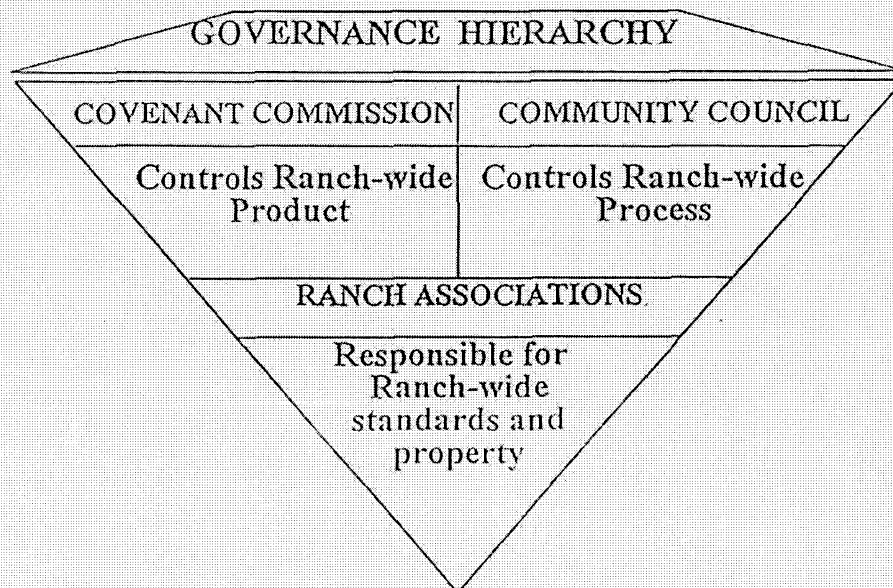 GOVERNANCE HIERARCHY
COVENANT COMMISSION
COMMUNITY COUNCIL
Controls Ranch-wide
Product
Controls Ranch-wide
Process
RANCH ASSOCIATIONS
Responsible for
Ranch-wide
standards and
property